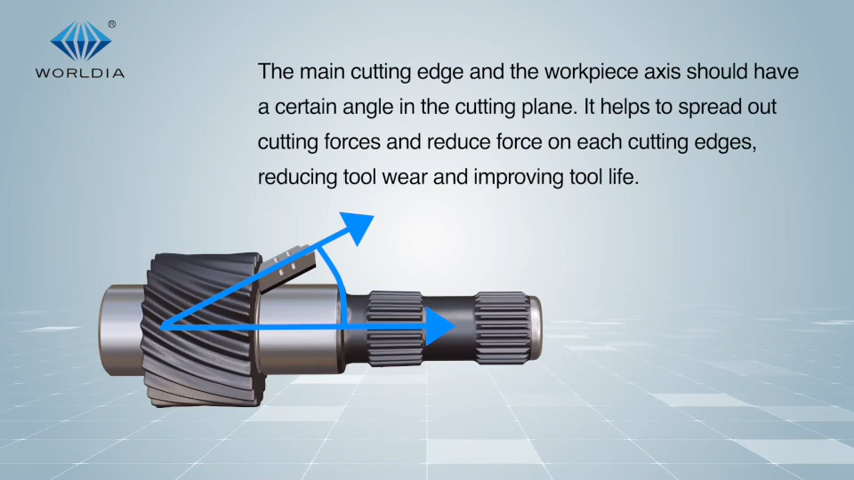 ®
WORLDIA
The main cutting edge and the workpiece axis should have
a certain angle in the cutting plane. It helps to spread out
cutting forces and reduce force on each cutting edges,
reducing tool wear and improving tool life.